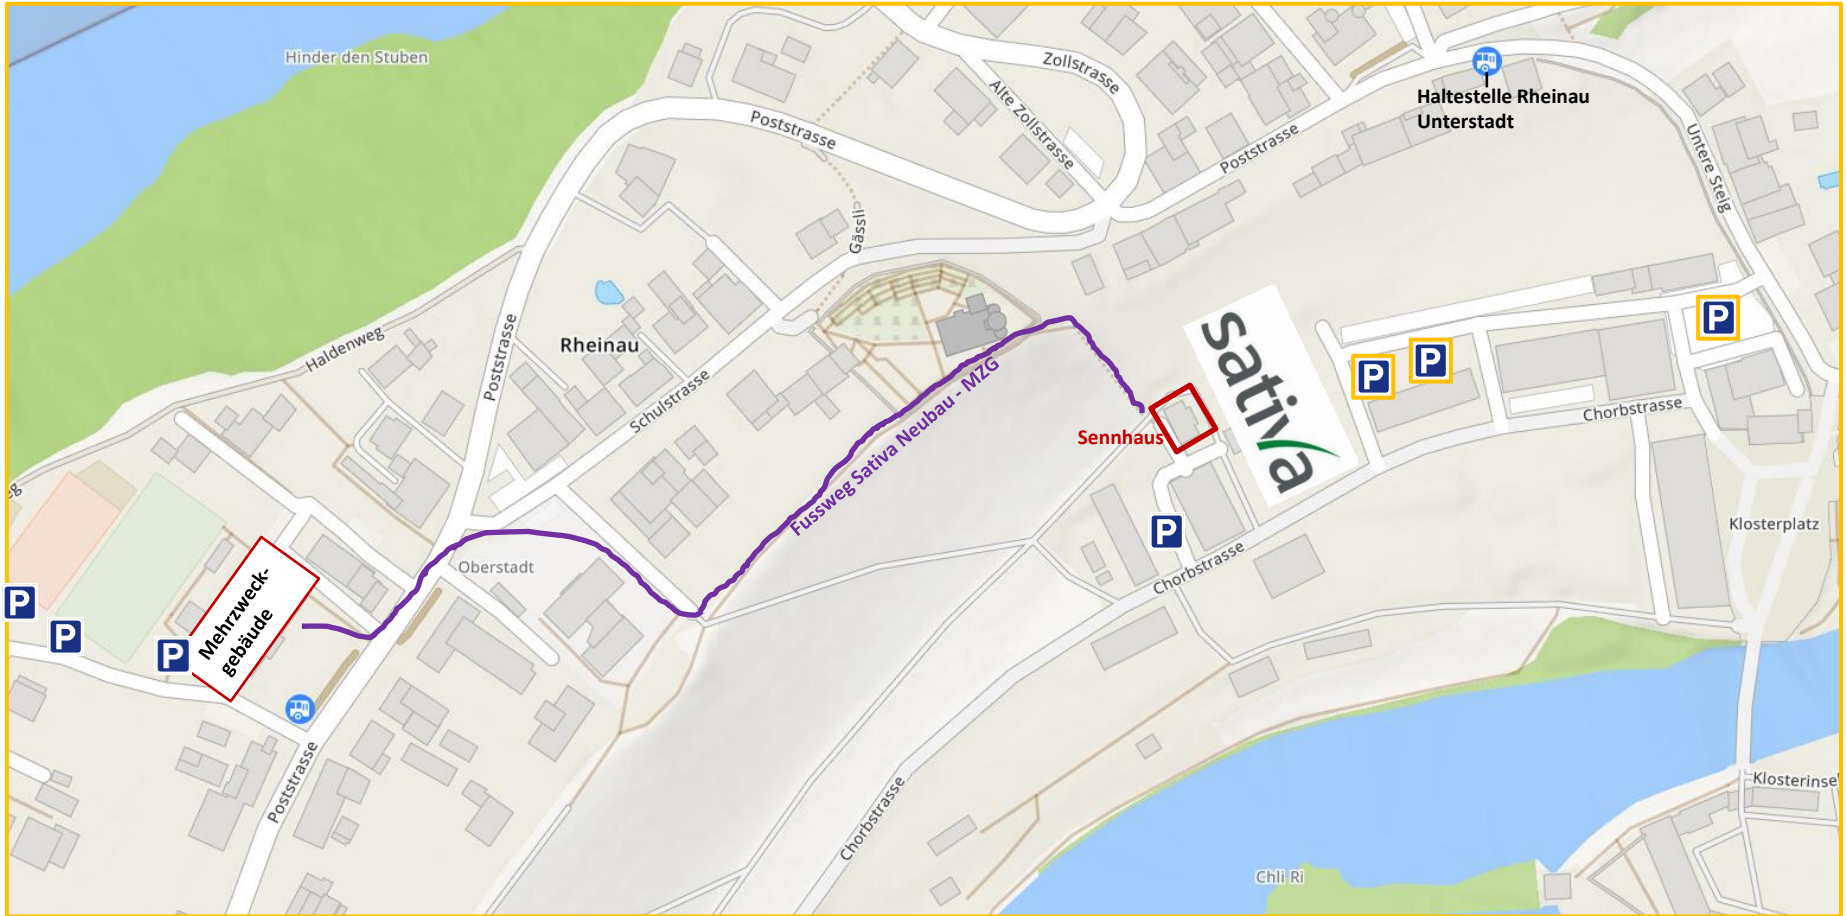 Hinder den Stuben
Zollstrasse
Alte Zollstrasse
Haltestelle Rheinau
Unterstadt
Poststrasse
Poststrasse
Untere Steig
Gässli
Haldenweg
Poststrasse
Rheinau
Schulstrasse
sativa
P
P
P
Chorbstrasse
Sennhaus
Fussweg Sativa Neubau - MZG
Klosterplatz
P
Chorbstrasse
Oberstadt
Mehrzweck-
gebäude
P
P
P
Poststrasse
Chorbstrasse
Klosterinsel
Chli Ri